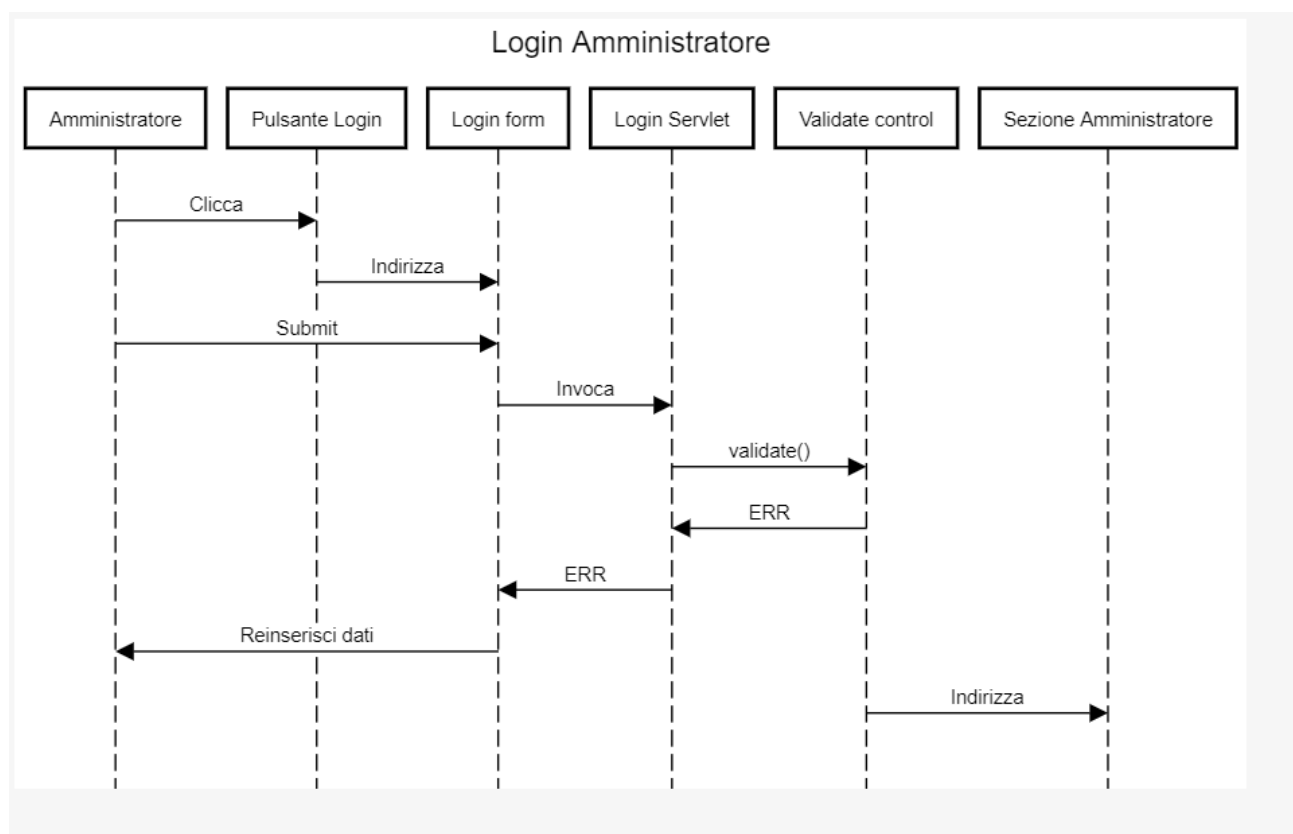 Login Amministratore
Amministratore
Pulsante Login
Login form
Login Servlet
Validate control
Sezione Amministratore
Clicca
Indirizza
Submit
Invoca
validate()
ERR
ERR
Reinserisci dati
Indirizza